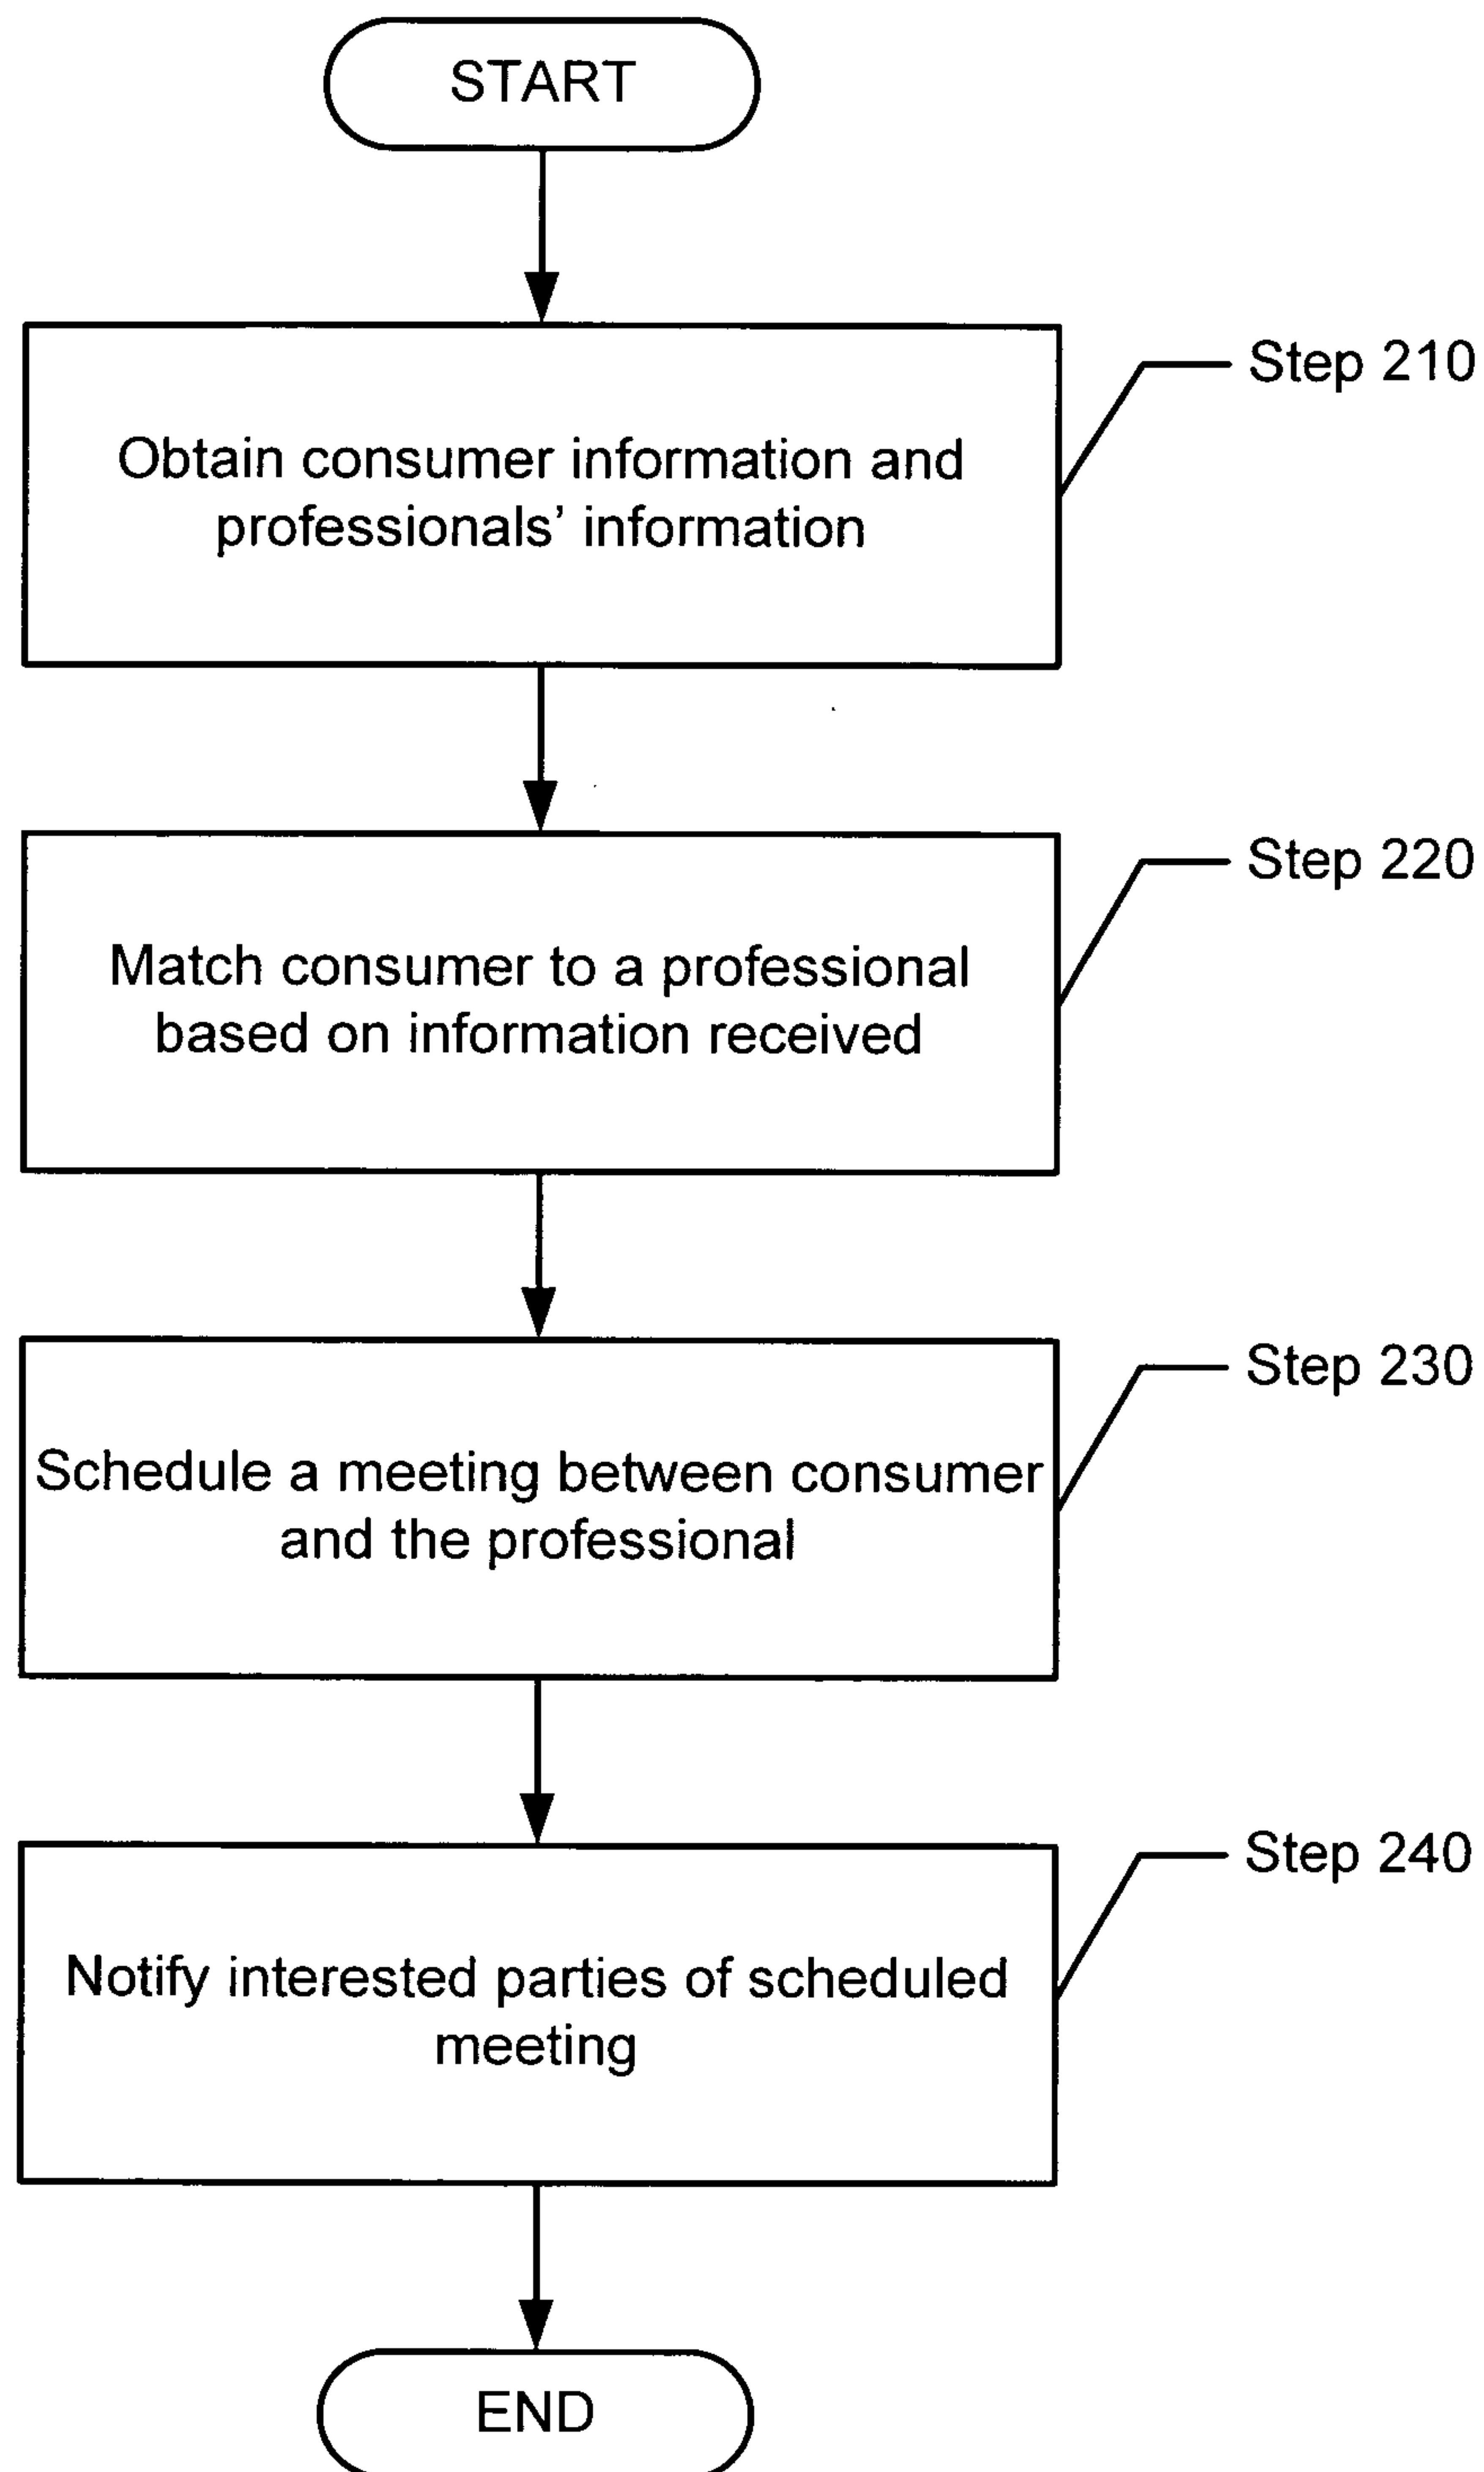 START
Step 210
Obtain consumer information and
professionals’ information
Step 220
Match consumer to a professional
based on information received
Step 230
Schedule a meeting between consumer
and the professional
Step 240
Notify interested parties of scheduled
meeting
END